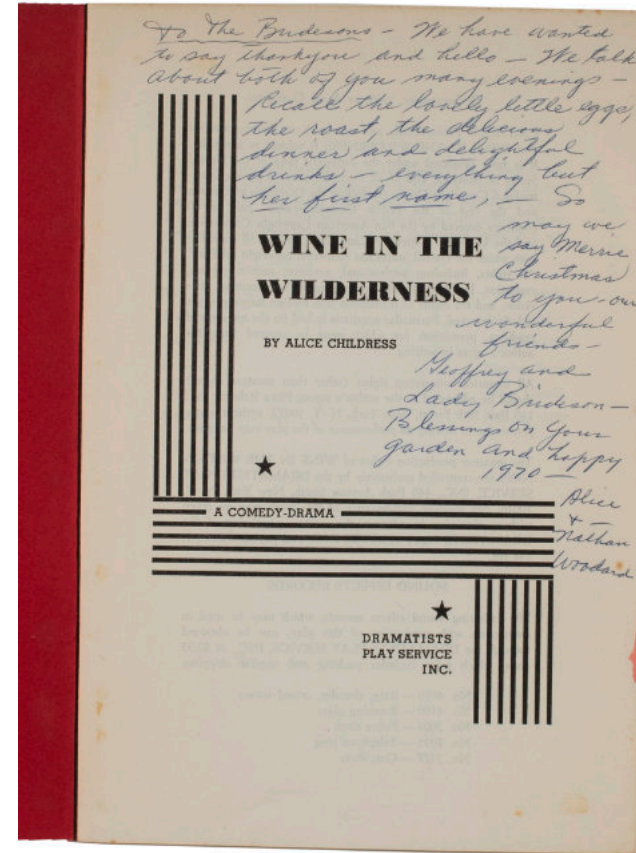 To The Bridesons – We have wanted
to say thankyou and hello – We talk
about both of you many evenings –
Recall the lovely little eggs,
the roast, the delicious
dinner and delightful
drinks – everything but
her first name, – So
may we
say Merrie
Christmas
to you – our
wonderful
friends –
Geoffrey and
Lady Brideson –
Blessings on your
garden and happy
1970 –
Alice
+
Nathan
Woodard
WINE IN THE
WILDERNESS
BY ALICE CHILDRESS
A COMEDY-DRAMA
DRAMATISTS
PLAY SERVICE
INC.